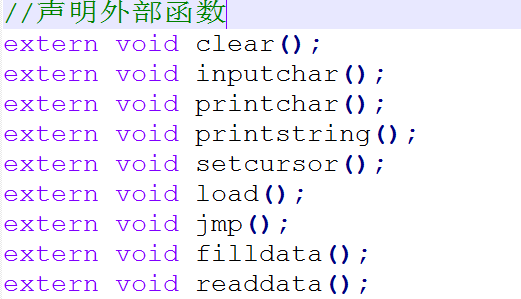 //声明外部函数
extern void clear();
extern void inputchar();
extern void printchar();
extern void printstring();
extern void setcursor();
extern void load();
extern void jmp();
extern void filldata();
extern void readdata();